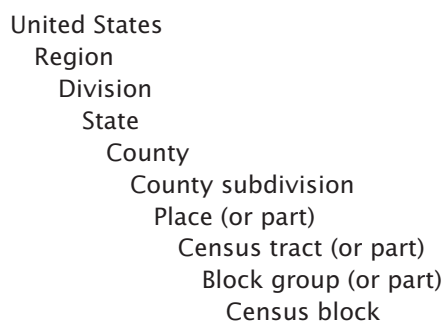 United States
Region
Division
State
County
County subdivision
Place (or part)
Census tract (or part)
Block group (or part)
Census block